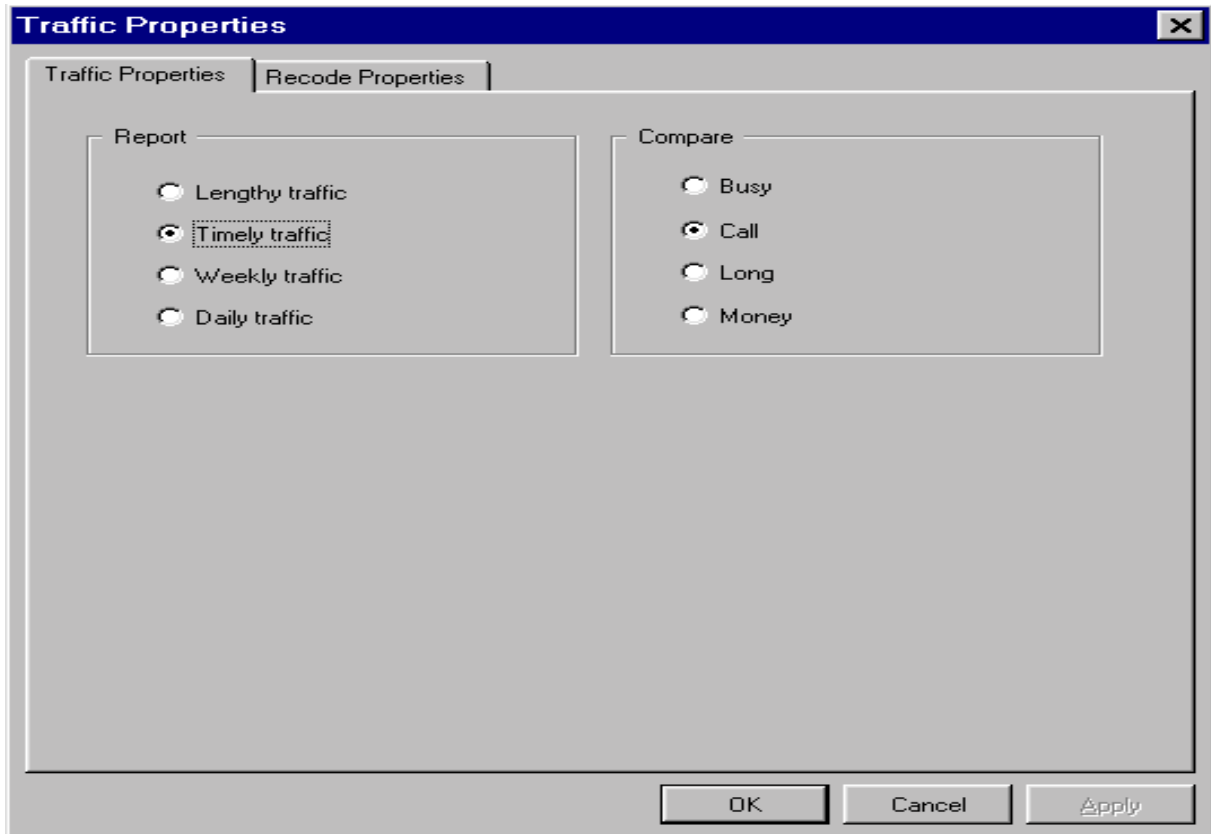 Traffic Properties
Traffic Properties
Recode Properties
Report
Lengthy traffic
Timely traffic
Weekly traffic
Daily traffic
Compare
Busy
Call
Long
Money
OK
Cancel
Apply